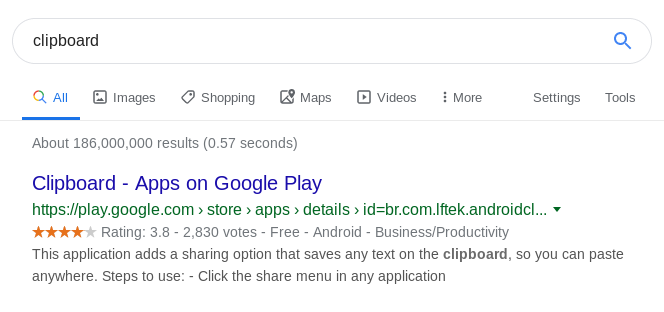 clipboard
All Images Shopping Maps Videos More Settings Tools
About 186,000,000 results (0.57 seconds)
Clipboard - Apps on Google Play
https://play.google.com › store › apps › details › id=br.com.lftek.androidcl...
Rating: 3.8 - 2,830 votes - Free - Android - Business/Productivity
This application adds a sharing option that saves any text on the clipboard, so you can paste
anywhere. Steps to use: - Click the share menu in any application